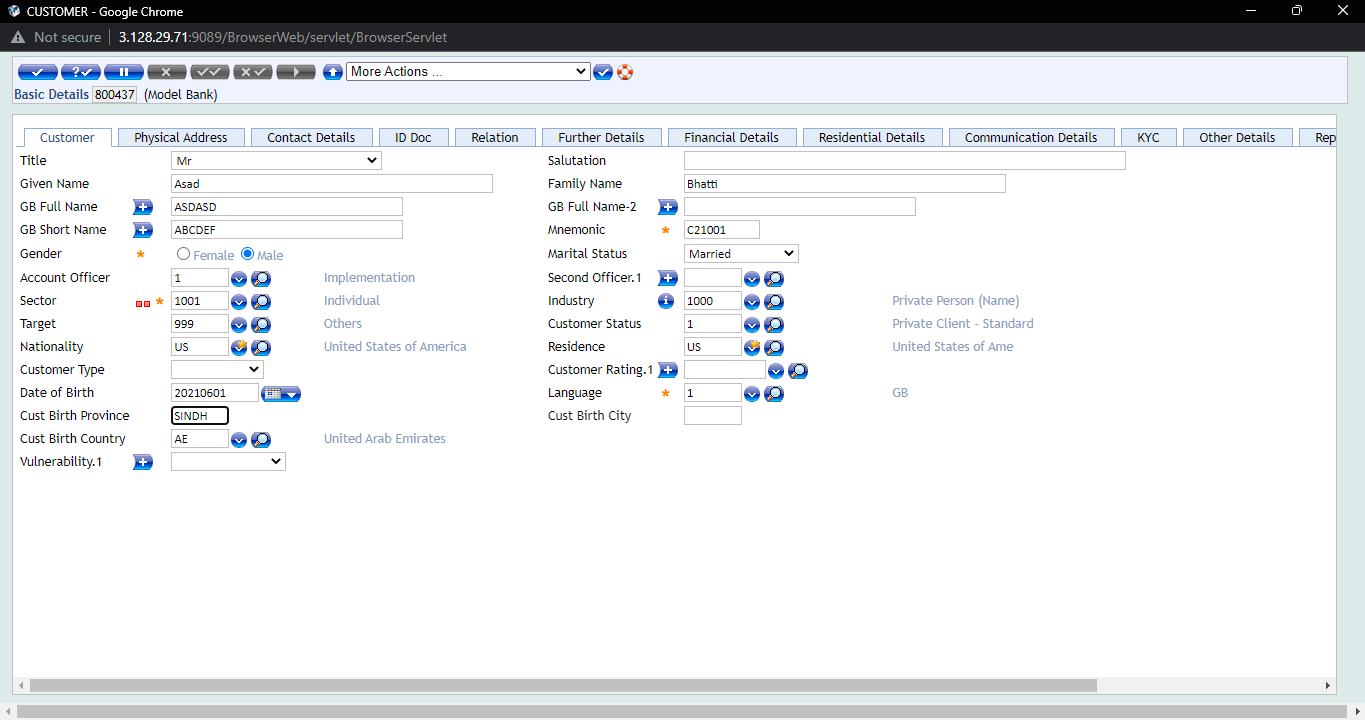 CUSTOMER - Google Chrome
Not secure 3.128.29.71:9089/BrowserWeb/servlet/BrowserServlet
More Actions ...
Basic Details 800437 (Model Bank)
Customer Physical Address Contact Details ID Doc Relation Further Details Financial Details Residential Details Communication Details KYC Other Details Rep
Title Mr Salutation
Given Name Asad Family Name Bhatti
GB Full Name ASDASD GB Full Name-2
GB Short Name ABCDEF Mnemonic * C21001
Gender * Female Male Marital Status Married
Account Officer 1 Implementation Second Officer.1
Sector * 1001 Individual Industry 1000 Private Person (Name)
Target 999 Others Customer Status 1 Private Client - Standard
Nationality US United States of America Residence US United States of Ame
Customer Type Customer Rating.1
Date of Birth 20210601 Language * 1 GB
Cust Birth Province SINDH Cust Birth City
Cust Birth Country AE United Arab Emirates
Vulnerability.1